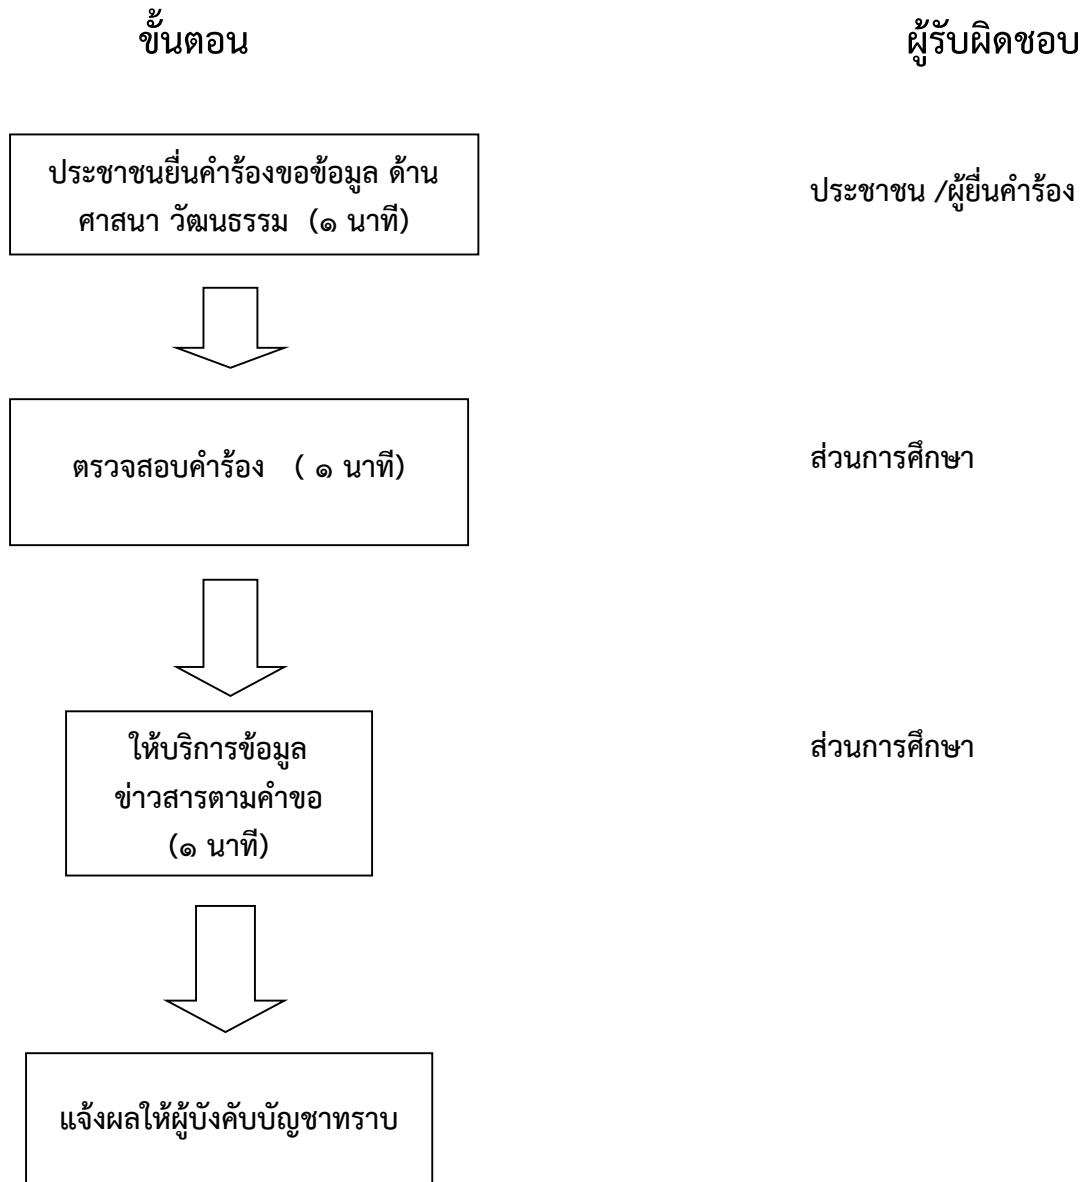 ขั้นตอน ผู้รับผิดชอบ
ประชาชนยื่นคำร้องขอข้อมูล ด้าน
ศาสนา วัฒนธรรม (๑ นาที)
ประชาชน /ผู้ยื่นคำร้อง
ตรวจสอบคำร้อง ( ๑ นาที)
ส่วนการศึกษา
ให้บริการข้อมูล
ข่าวสารตามคำขอ
(๑ นาที)
ส่วนการศึกษา
แจ้งผลให้ผู้บังคับบัญชาทราบ